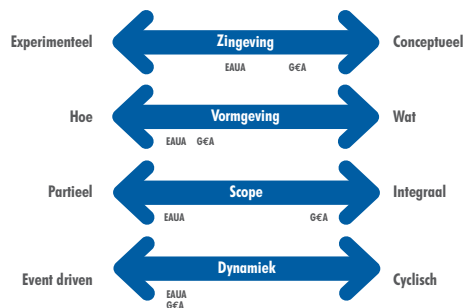 Experimenteel Zingeving Conceptueel
EAUA G€A
Hoe Vormgeving Wat
EAUA G€A
Partieel Scope Integraal
EAUA G€A
Event driven Dynamiek Cyclisch
EAUA
G€A